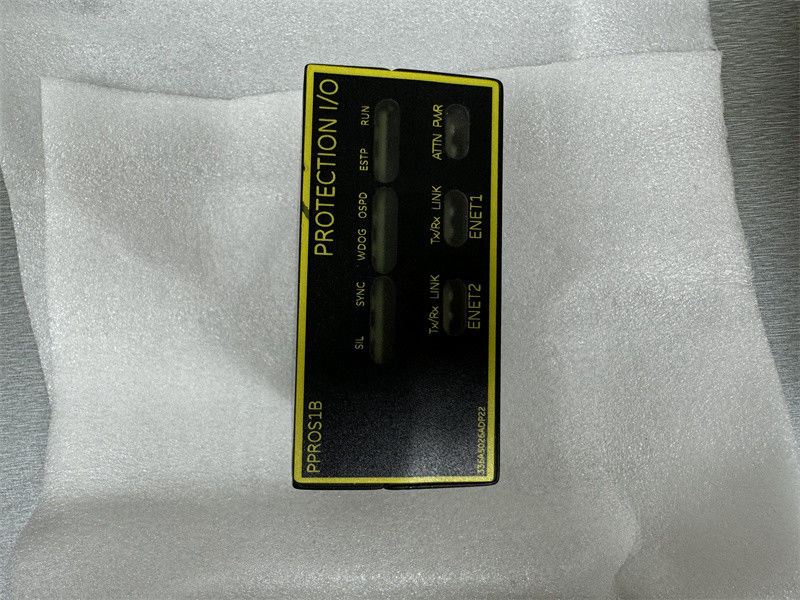 PPROS1B PROTECTION I/O
SIL SYNC WDOG OSPD ESTP RUN
Tx/Rx LINK Tx/Rx LINK ATTN PWR
ENET2 ENET1
336A5026ADP22